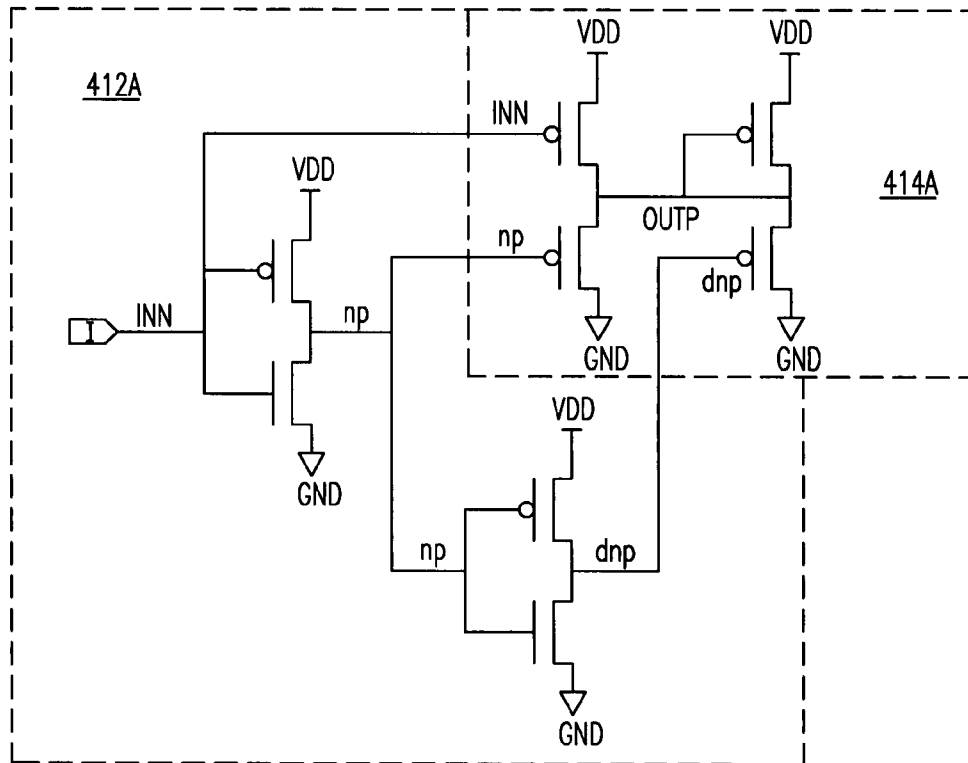 VDD
VDD
412A
INN
VDD
414A
OUTP
np
dnp
I
INN
np
GND
GND
VDD
GND
np
dnp
GND